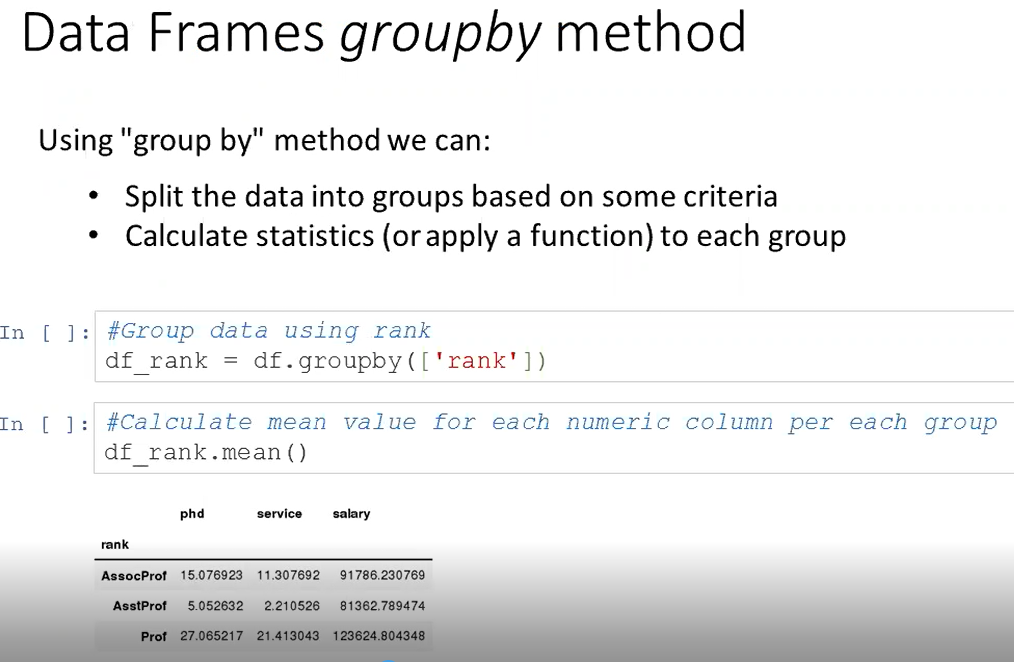 Data Frames groupby method
Using "group by" method we can:
• Split the data into groups based on some criteria
• Calculate statistics (or apply a function) to each group
In [ ]: #Group data using rank
df_rank = df.groupby(['rank'])
In [ ]: #Calculate mean value for each numeric column per each group
df_rank.mean()
phd service salary
rank
AssocProf 15.076923 11.307692 91786.230769
AsstProf 5.052632 2.210526 81362.789474
Prof 27.065217 21.413043 123624.804348